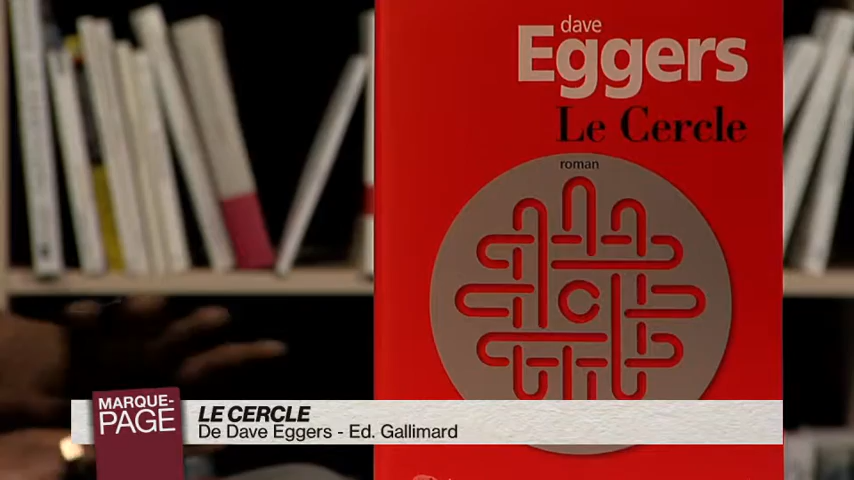 dave
Eggers
Le Cercle
roman
C
MARQUE-
PAGE
LE CERCLE
De Dave Eggers - Ed. Gallimard